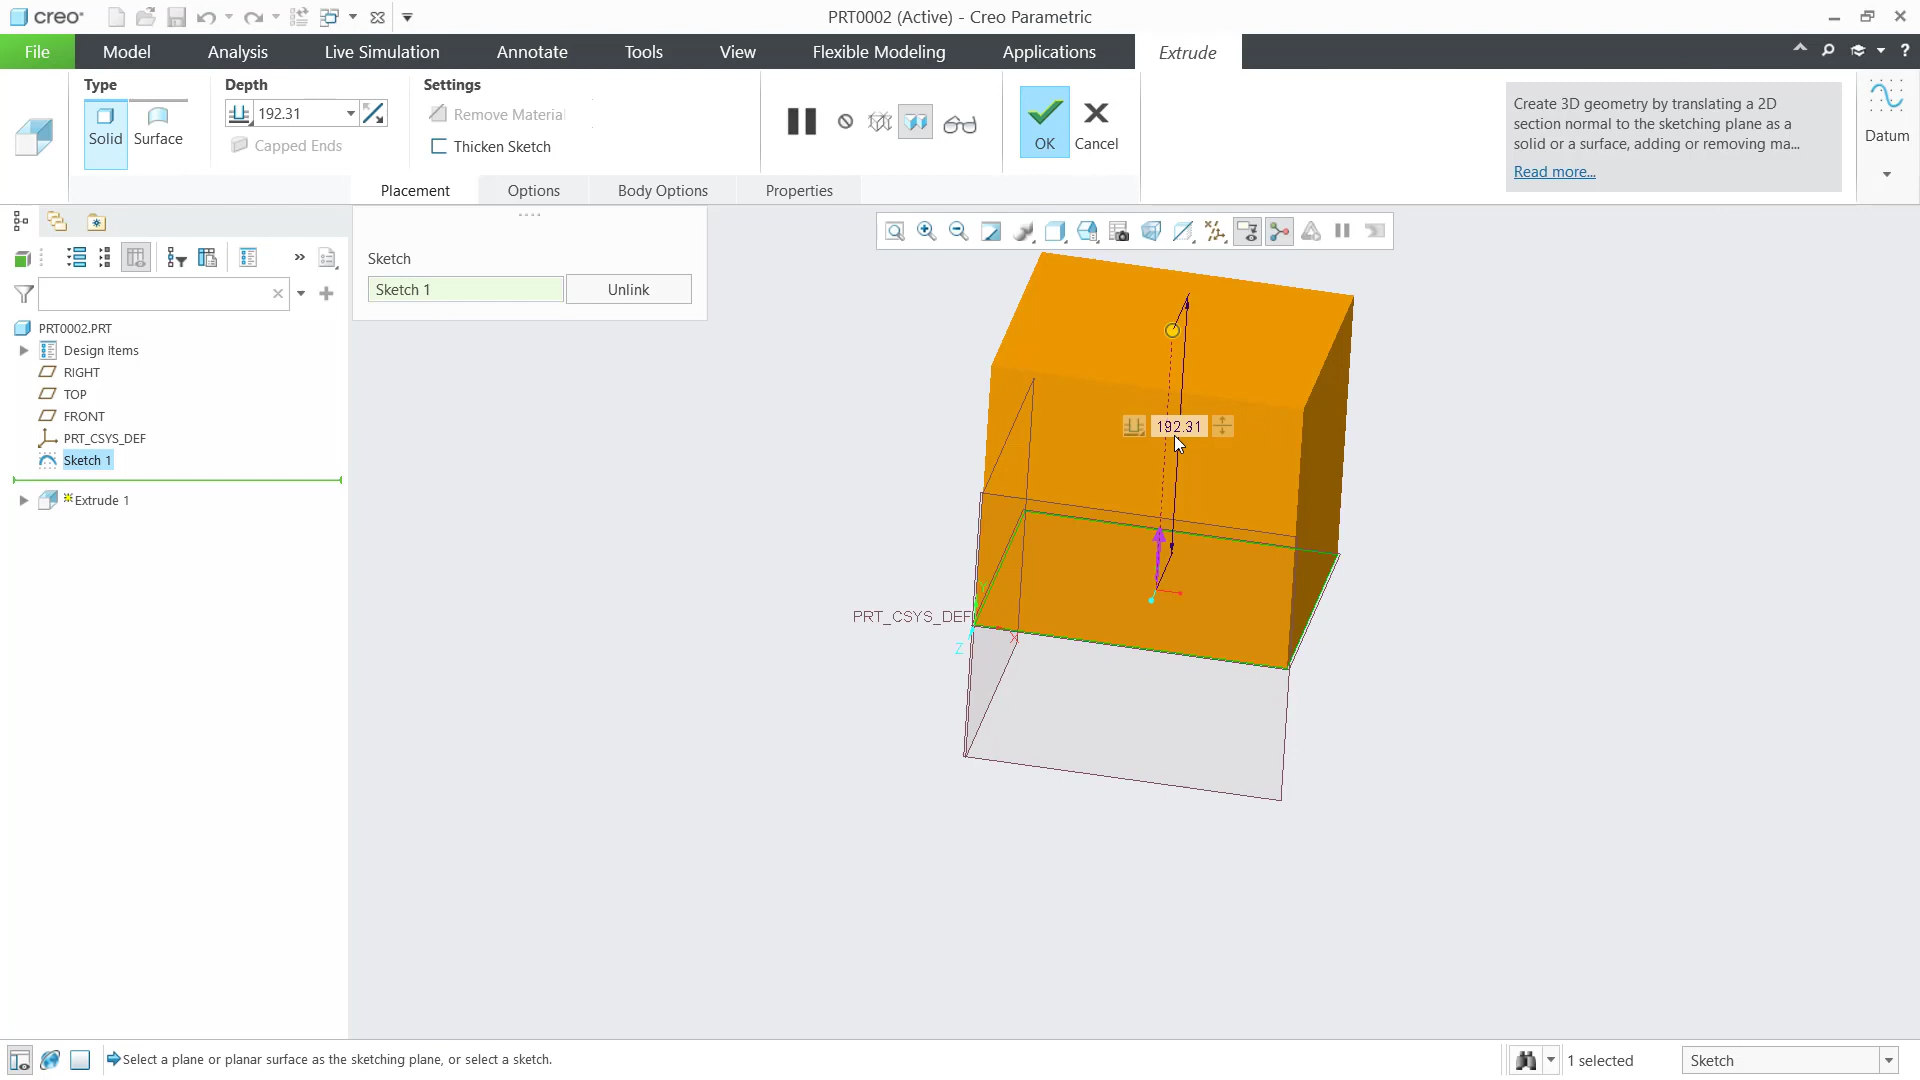 creo
PRT0002 (Active) - Creo Parametric
File
Model
Analysis
Live Simulation
Annotate
Tools
View
Flexible Modeling
Applications
Extrude
Type
Depth
Settings
Solid
Surface
192.31
Capped Ends
Remove Material
Thicken Sketch
OK
Cancel
Create 3D geometry by translating a 2D
section normal to the sketching plane as a
solid or a surface, adding or removing ma...
Read more...
Datum
Placement
Options
Body Options
Properties
Sketch
Sketch 1
Unlink
PRT0002.PRT
Design Items
RIGHT
TOP
FRONT
PRT_CSYS_DEF
Sketch 1
Extrude 1
192.31
PRT_CSYS_DEF
Y
X
Z
Select a plane or planar surface as the sketching plane, or select a sketch.
1 selected
Sketch